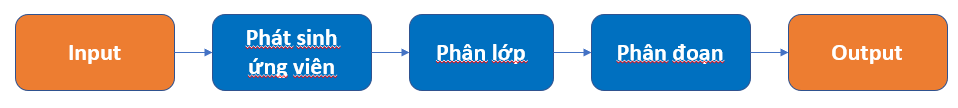 Input
Phát sinh
ứng viên
Phân lớp
Phân đoạn
Output